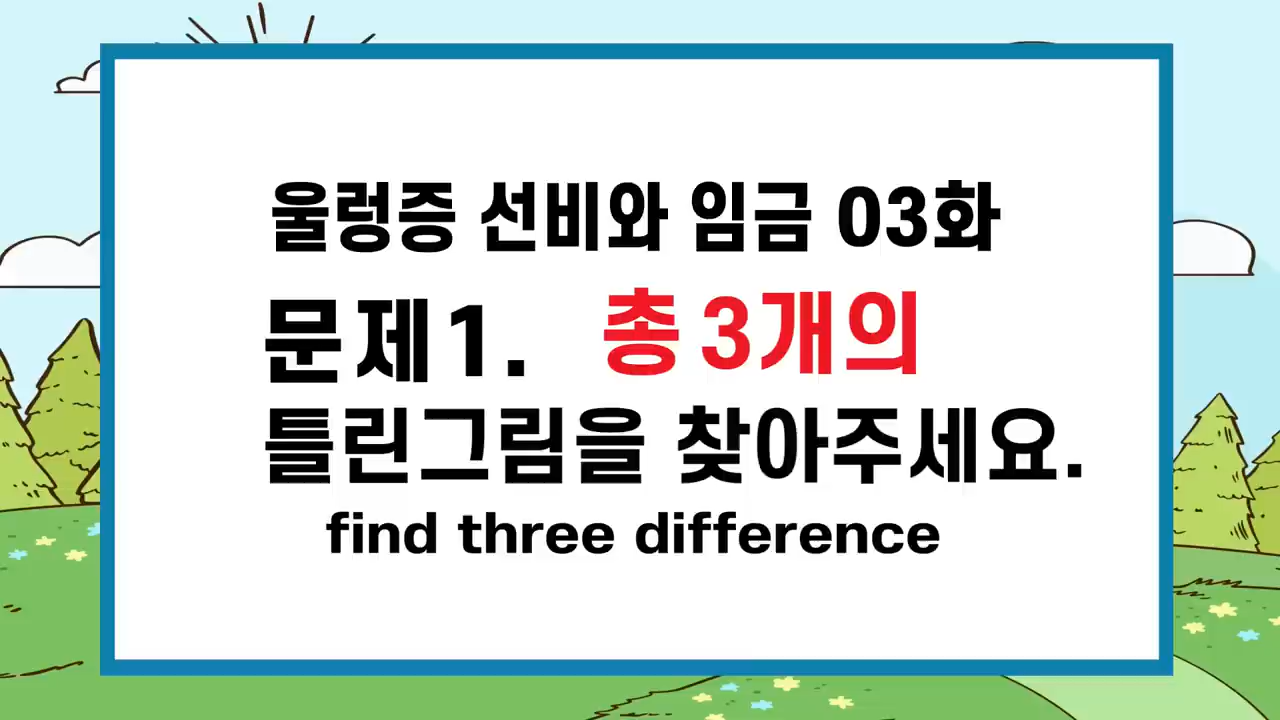 울렁증 선비와 임금 03화
문제1. 총 3개의
틀린그림을 찾아주세요.
find three difference